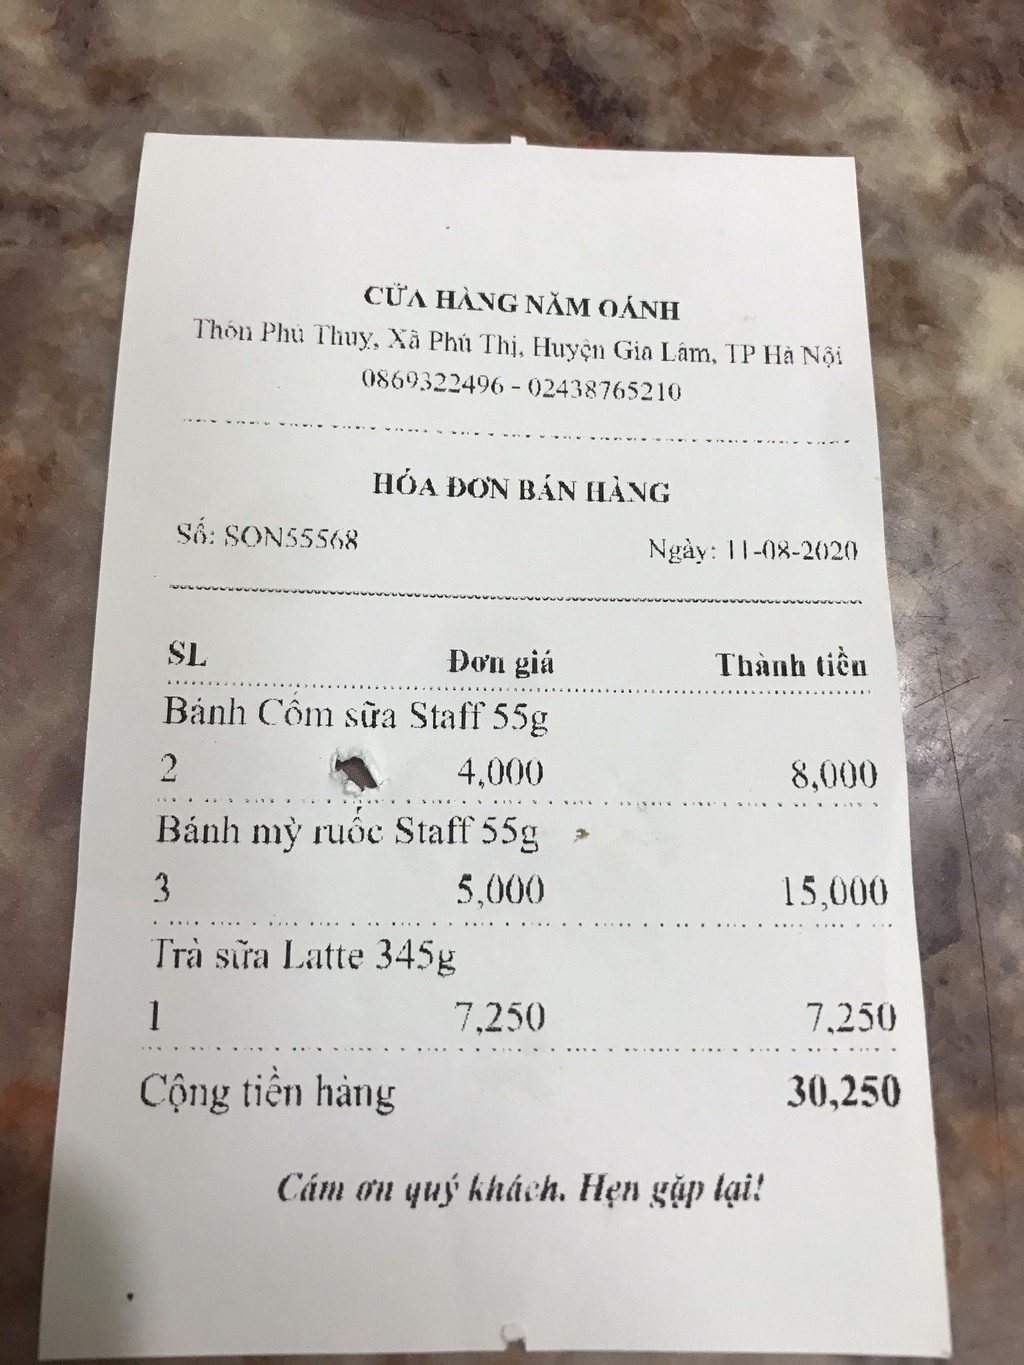 CỬA HÀNG NĂM OÁNH
Thôn Phú Thuỵ, Xã Phú Thị, Huyện Gia Lâm, TP Hà Nội
0869322496 - 02438765210
HÓA ĐƠN BÁN HÀNG
Số: SON55568 Ngày: 11-08-2020
SL Đơn giá Thành tiền
Bánh Cốm sữa Staff 55g
2 4,000 8,000
Bánh mỳ ruốc Staff 55g
3 5,000 15,000
Trà sữa Latte 345g
1 7,250 7,250
Cộng tiền hàng 30,250
Cám ơn quý khách. Hẹn gặp lại!